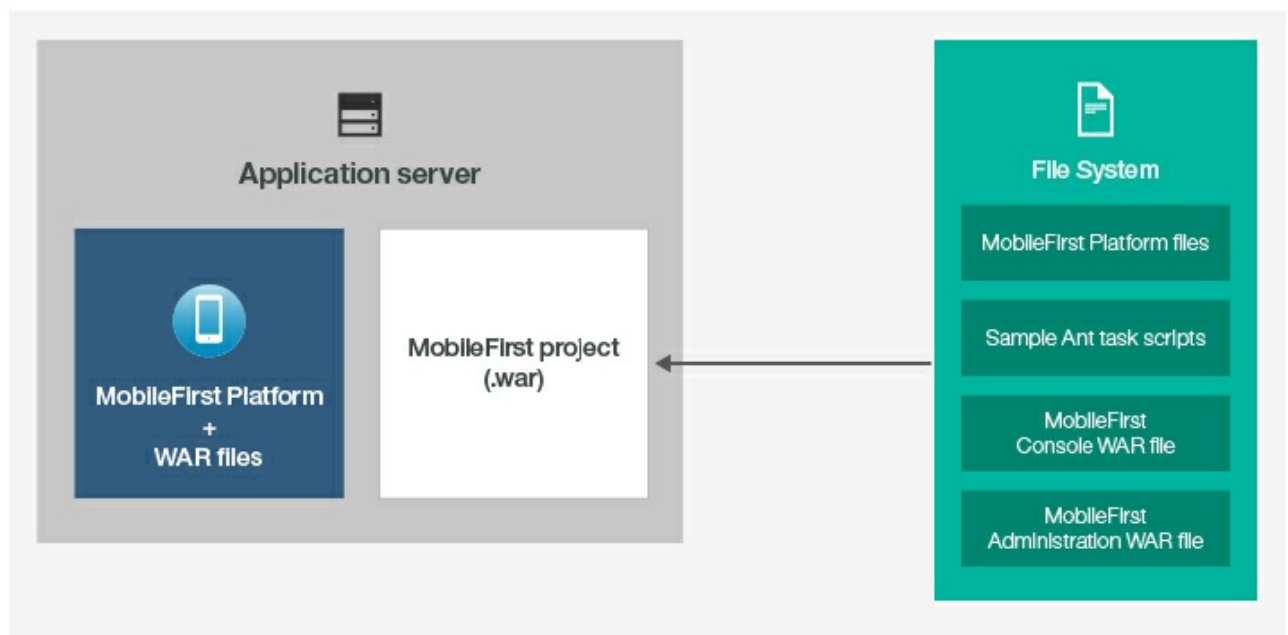 Application server
MobileFirst Platform
+
WAR files
MobileFirst project
(.war)
File System
MobileFirst Platform files
Sample Ant task scripts
MobileFirst
Console WAR file
MobileFirst
Administration WAR file